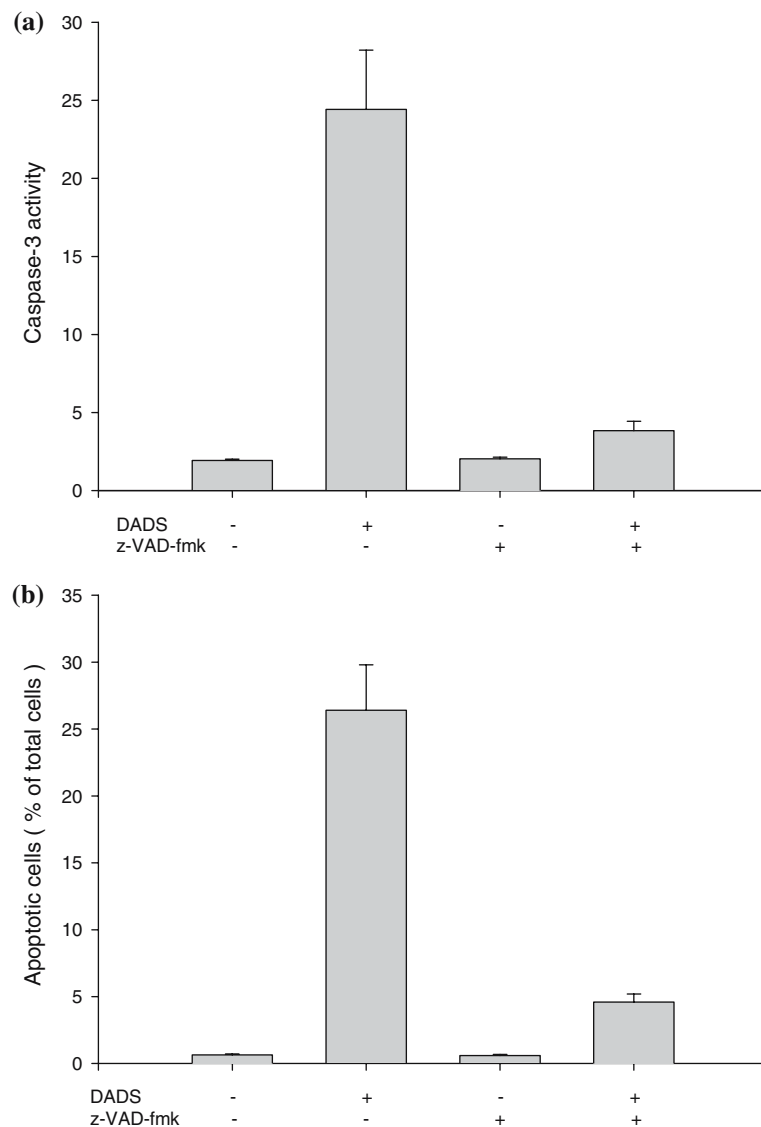 (a)
30
25
20
15
10
5
0
Caspase-3 activity
DADS - + - +
z-VAD-fmk - - + +
(b)
35
30
25
20
15
10
5
0
Apoptotic cells ( % of total cells )
DADS - + - +
z-VAD-fmk - - + +